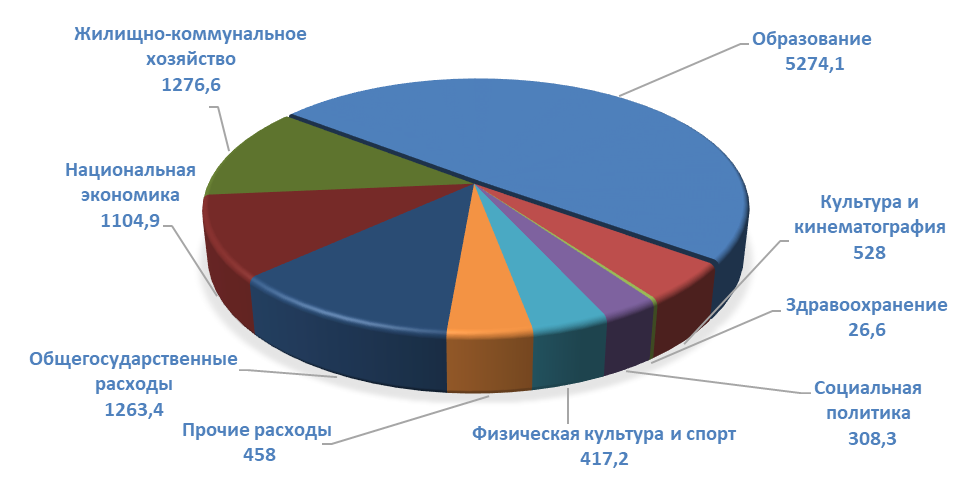 Жилищно-коммунальное
хозяйство
1276,6
Образование
5274,1
Национальная
экономика
1104,9
Культура и
кинематография
528
Здравоохранение
26,6
Общегосударственные
расходы
1263,4
Социальная
политика
308,3
Прочие расходы
458
Физическая культура и спорт
417,2